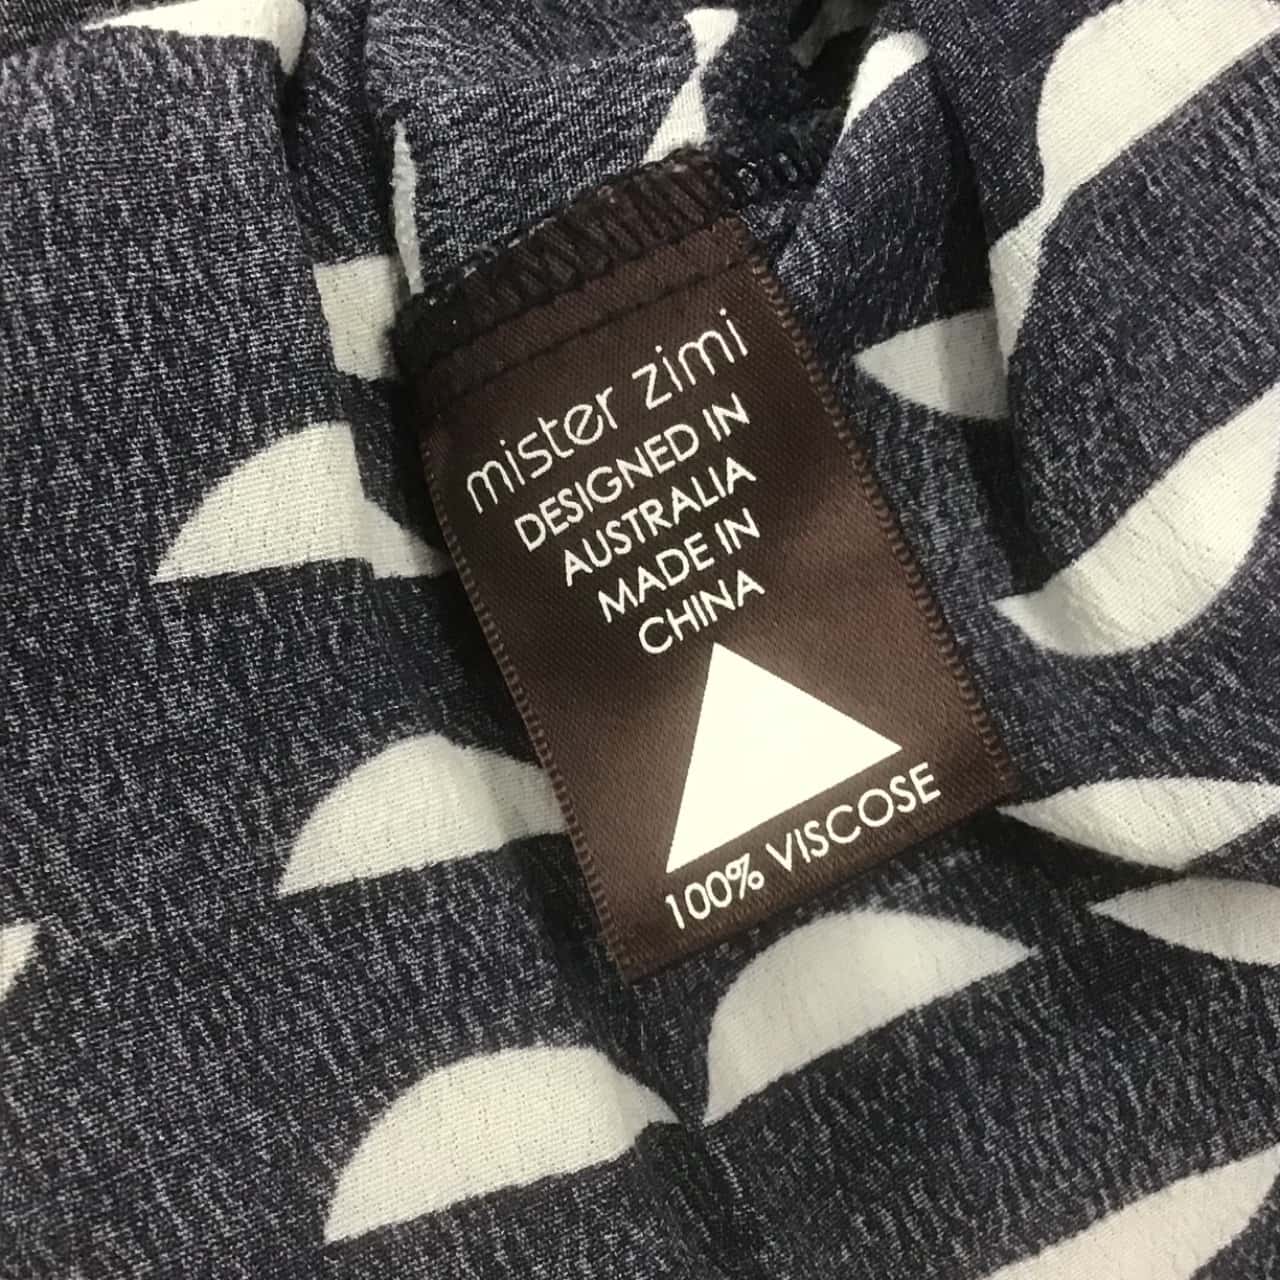 mister zimi
DESIGNED IN
AUSTRALIA
MADE IN
CHINA
100% VISCOSE